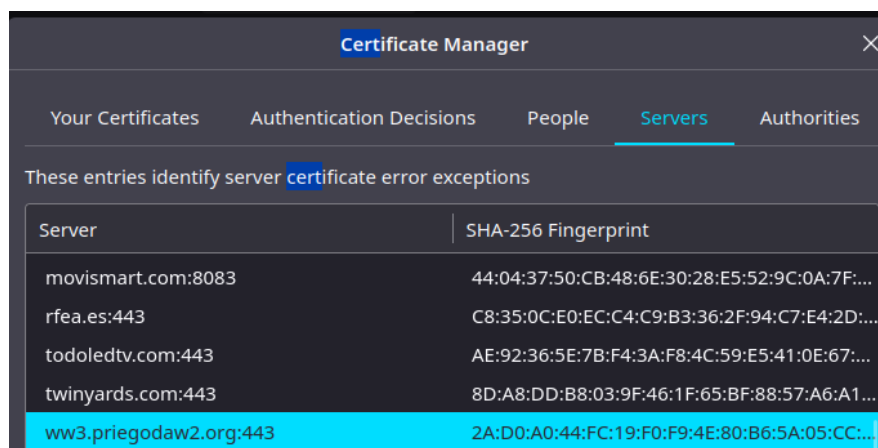 Certificate Manager
Your Certificates Authentication Decisions People Servers Authorities
These entries identify server certificate error exceptions
Server SHA-256 Fingerprint
movismart.com:8083 44:04:37:50:CB:48:6E:30:28:E5:52:9C:0A:7F:...
rfea.es:443 C8:35:0C:E0:EC:C4:C9:B3:36:2F:94:C7:E4:2D:...
todoledtv.com:443 AE:92:36:5E:7B:F4:3A:F8:4C:59:E5:41:0E:67:...
twinyards.com:443 8D:A8:DD:B8:03:9F:46:1F:65:BF:88:57:A6:A1...
ww3.priegodaw2.org:443 2A:D0:A0:44:FC:19:F0:F9:4E:80:B6:5A:05:CC:...